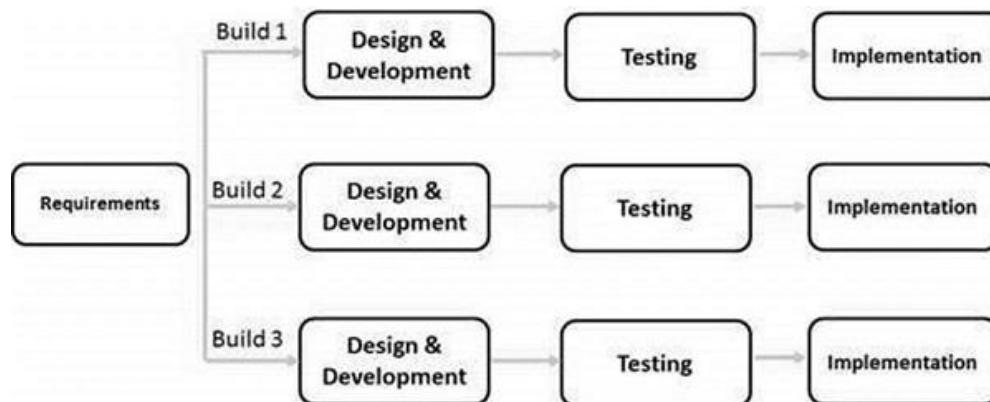 Build 1
Design &
Development
Testing
Implementation
Requirements
Build 2
Design &
Development
Testing
Implementation
Build 3
Design &
Development
Testing
Implementation